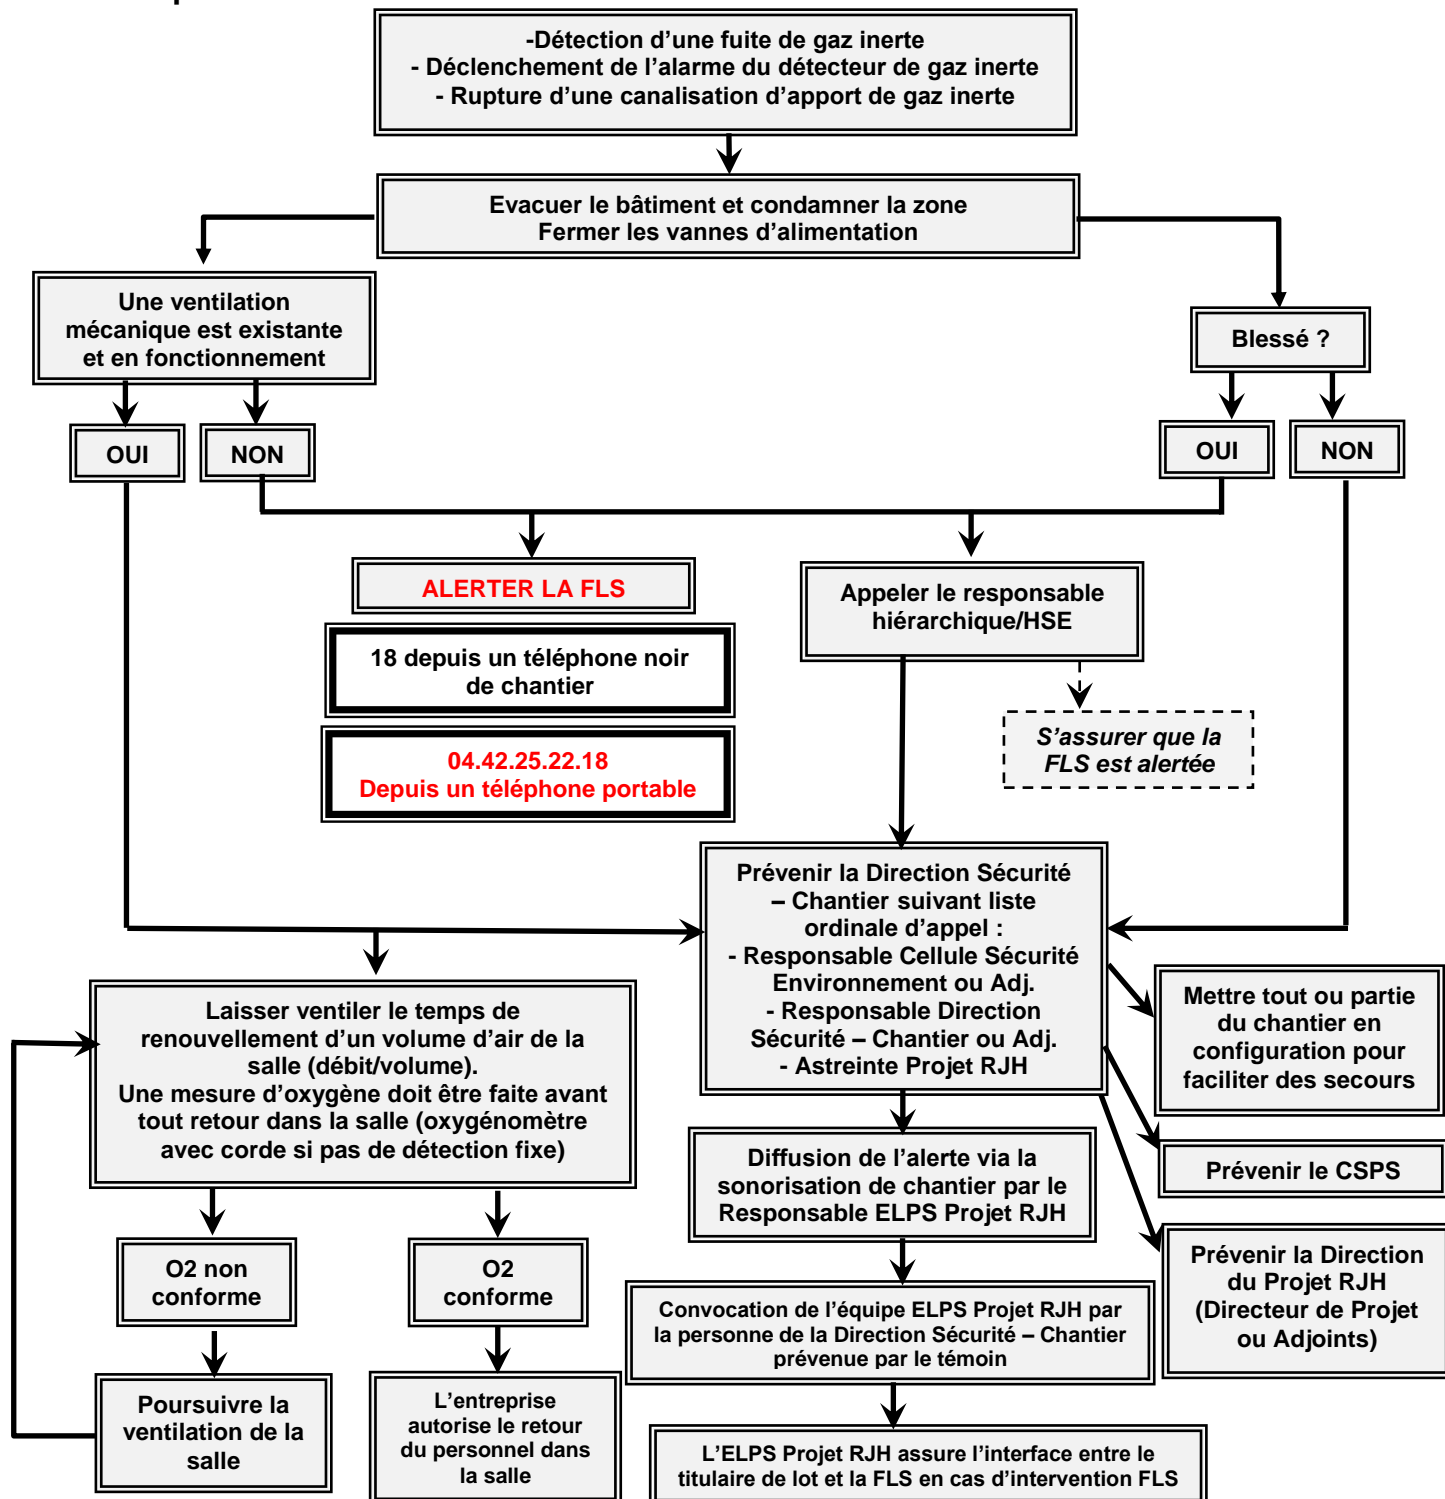 -Détection d’une fuite de gaz inerte
- Déclenchement de l’alarme du détecteur de gaz inerte
- Rupture d’une canalisation d’apport de gaz inerte
Evacuer le bâtiment et condamner la zone
Fermer les vannes d’alimentation
Une ventilation
mécanique est existante
et en fonctionnement
Blessé ?
OUI
NON
OUI
NON
ALERTER LA FLS
18 depuis un téléphone noir
de chantier
04.42.25.22.18
Depuis un téléphone portable
Appeler le responsable
hiérarchique/HSE
S’assurer que la
FLS est alertée
Prévenir la Direction Sécurité
– Chantier suivant liste
ordinale d’appel :
- Responsable Cellule Sécurité
Environnement ou Adj.
- Responsable Direction
Sécurité – Chantier ou Adj.
- Astreinte Projet RJH
Laisser ventiler le temps de
renouvellement d’un volume d’air de la
salle (débit/volume).
Une mesure d’oxygène doit être faite avant
tout retour dans la salle (oxygénomètre
avec corde si pas de détection fixe)
Mettre tout ou partie
du chantier en
configuration pour
faciliter des secours
Prévenir le CSPS
Prévenir la Direction
du Projet RJH
(Directeur de Projet
ou Adjoints)
Diffusion de l’alerte via la
sonorisation de chantier par le
Responsable ELPS Projet RJH
O2 non
conforme
O2
conforme
Convocation de l’équipe ELPS Projet RJH par
la personne de la Direction Sécurité – Chantier
prévenue par le témoin
Poursuivre la
ventilation de la
salle
L’entreprise
autorise le retour
du personnel dans
la salle
L’ELPS Projet RJH assure l’interface entre le
titulaire de lot et la FLS en cas d’intervention FLS